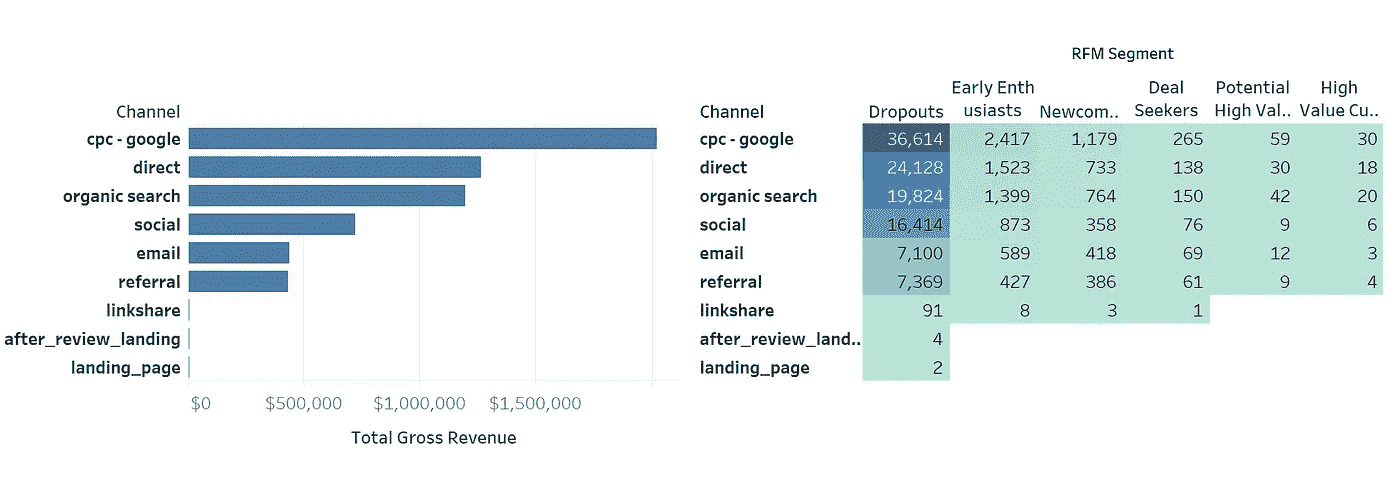 Channel
cpc - google
direct
organic search
social
email
referral
linkshare
after_review_landing
landing_page
$0 $500,000 $1,000,000 $1,500,000
Total Gross Revenue
RFM Segment
Channel Dropouts Early Enth usiasts Newcom.. Deal Seekers Potential High Val.. High Value Cu..
cpc - google 36,614 2,417 1,179 265 59 30
direct 24,128 1,523 733 138 30 18
organic search 19,824 1,399 764 150 42 20
social 16,414 873 358 76 9 6
email 7,100 589 418 69 12 3
referral 7,369 427 386 61 9 4
linkshare 91 8 3 1
after_review_land.. 4
landing_page 2